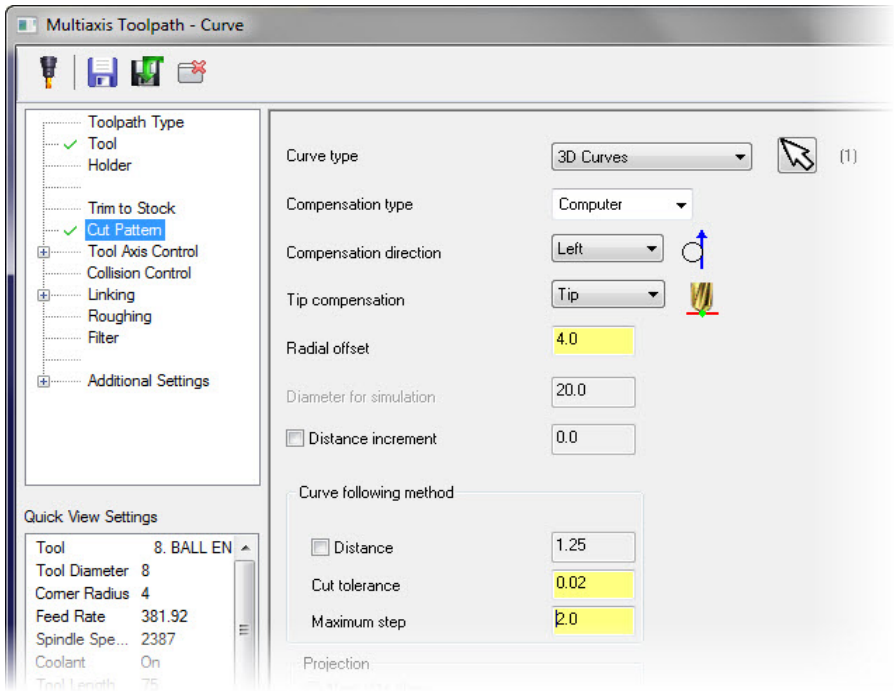 Multiaxis Toolpath - Curve
Toolpath Type
Tool
Holder
Trim to Stock
Cut Pattern
Tool Axis Control
Collision Control
Linking
Roughing
Filter
Additional Settings
Quick View Settings
Tool 8. BALL EN
Tool Diameter 8
Corner Radius 4
Feed Rate 381.92
Spindle Spe... 2387
Coolant On
Tool Length 75
Curve type 3D Curves (1)
Compensation type Computer
Compensation direction Left
Tip compensation Tip
Radial offset 4.0
Diameter for simulation 20.0
Distance increment 0.0
Curve following method
Distance 1.25
Cut tolerance 0.02
Maximum step 2.0
Projection